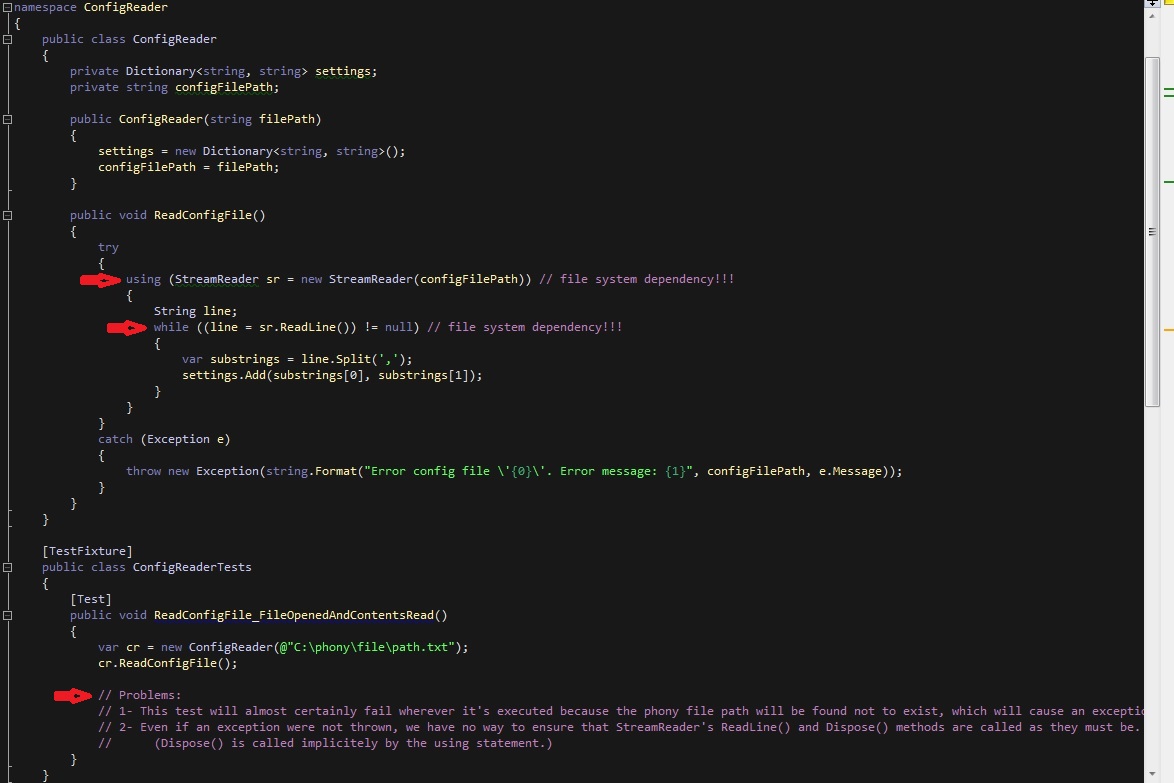 namespace ConfigReader
{
    public class ConfigReader
    {
        private Dictionary<string, string> settings;
        private string configFilePath;

        public ConfigReader(string filePath)
        {
            settings = new Dictionary<string, string>();
            configFilePath = filePath;
        }

        public void ReadConfigFile()
        {
            try
            {
                using (StreamReader sr = new StreamReader(configFilePath)) // file system dependency!!!
                {
                    String line;
                    while ((line = sr.ReadLine()) != null) // file system dependency!!!
                    {
                        var substrings = line.Split(',');
                        settings.Add(substrings[0], substrings[1]);
                    }
                }
            }
            catch (Exception e)
            {
                throw new Exception(string.Format("Error config file \'{0}\'. Error message: {1}", configFilePath, e.Message));
            }
        }
    }

    [TestFixture]
    public class ConfigReaderTests
    {
        [Test]
        public void ReadConfigFile_FileOpenedAndContentsRead()
        {
            var cr = new ConfigReader(@"C:\phony\file\path.txt");
            cr.ReadConfigFile();

            // Problems:
            // 1- This test will almost certainly fail wherever it's executed because the phony file path will be found not to exist, which will cause an exceptio
            // 2- Even if an exception were not thrown, we have no way to ensure that StreamReader's ReadLine() and Dispose() methods are called as they must be.
            //      (Dispose() is called implicitely by the using statement.)
        }
    }